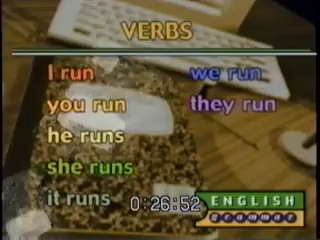 VERBS
I run
you run
he runs
she runs
it runs
we run
they run
0:26:52
ENGLISH
grammar